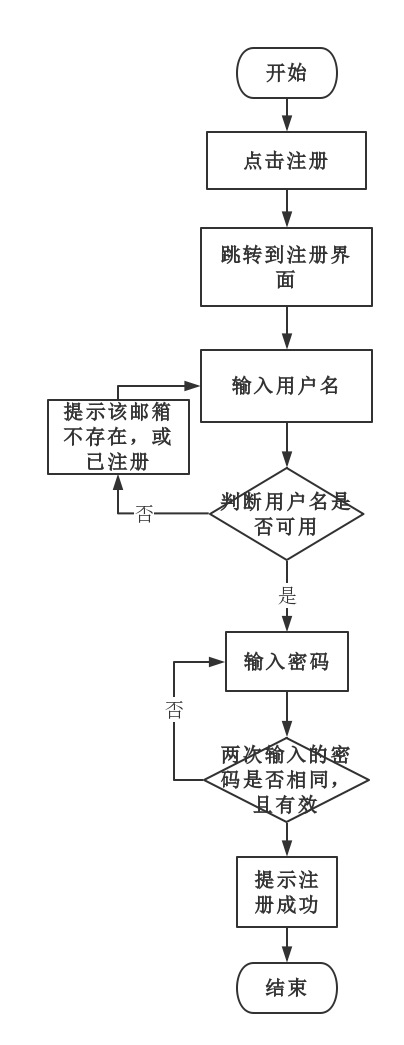 开始
点击注册
跳转到注册界
面
输入用户名
提示该邮箱
不存在，或
已注册
判断用户名是
否可用
否
是
输入密码
否
两次输入的密
码是否相同，
且有效
提示注
册成功
结束